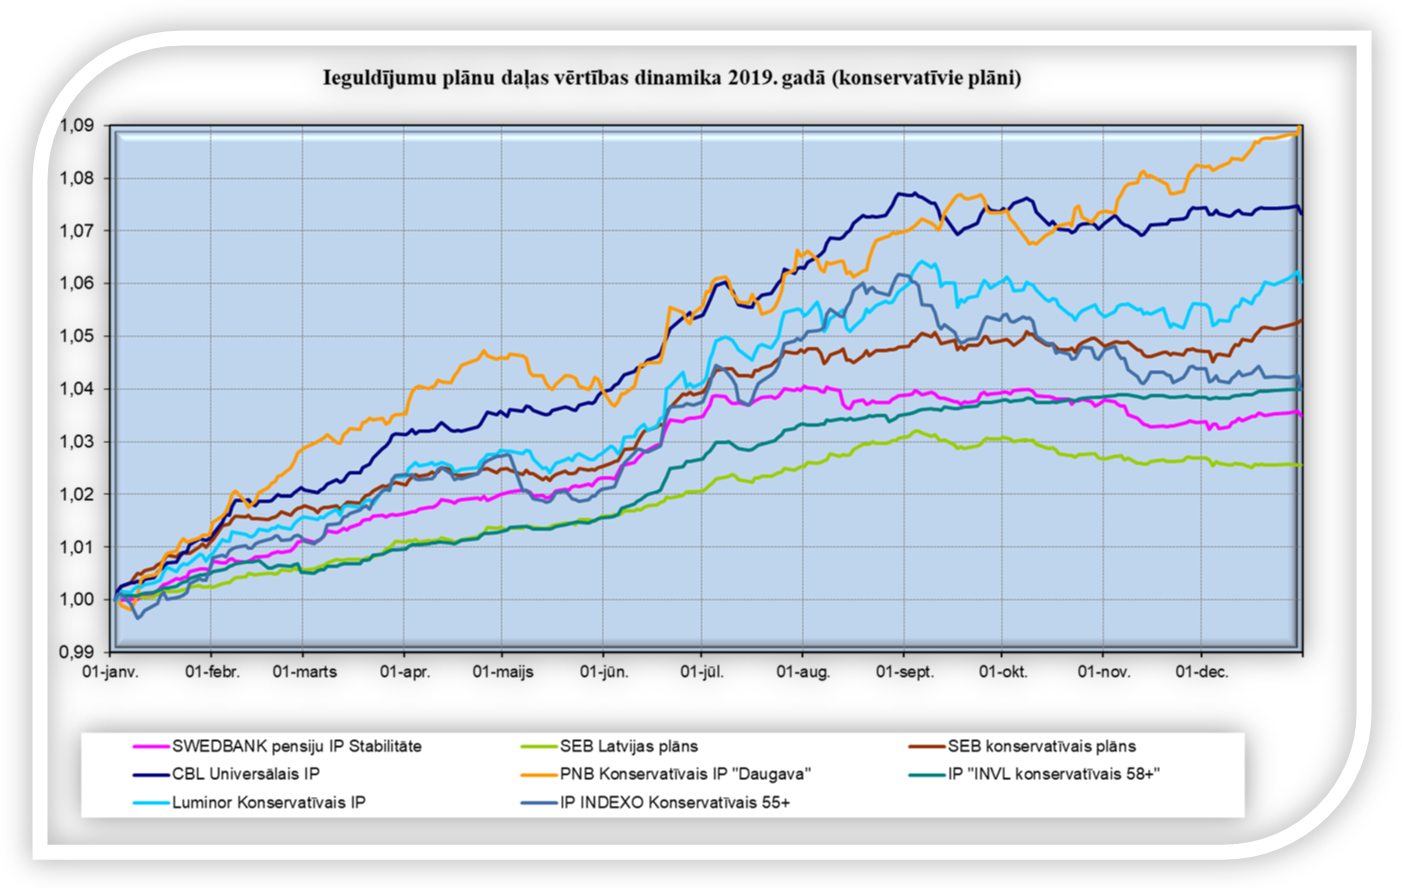 Ieguldījumu plānu daļas vērtības dinamika 2019. gadā (konservatīvie plāni)
1,09
1,08
1,07
1,06
1,05
1,04
1,03
1,02
1,01
1,00
0,99
01-janv. 01-febr. 01-marts 01-apr. 01-maijs 01-jūn. 01-jūl. 01-aug. 01-sept. 01-okt. 01-nov. 01-dec.
SWEDBANK pensiju IP Stabilitāte SEB Latvijas plāns SEB konservatīvais plāns
CBL Universālais IP PNB Konservatīvais IP "Daugava" IP "INVL konservatīvais 58+"
Luminor Konservatīvais IP IP INDEXO Konservatīvais 55+